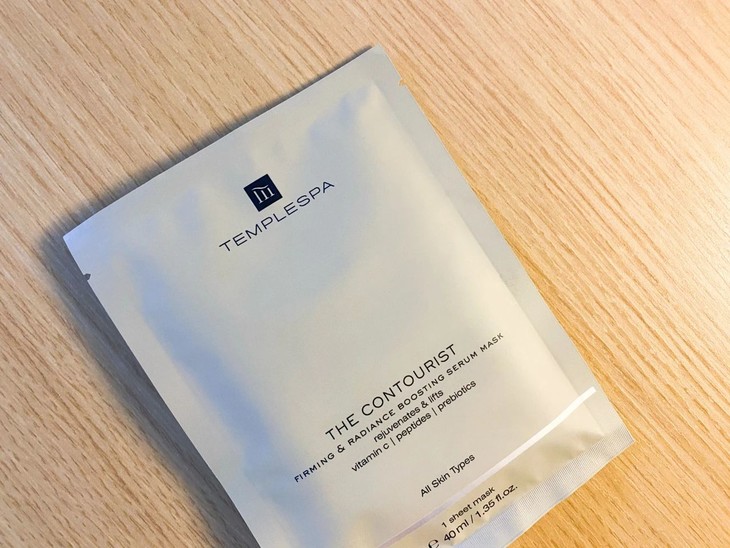 TEMPLESPA
THE CONTOURIST
FIRMING & RADIANCE BOOSTING SERUM MASK
rejuvenates & lifts
vitamin c | peptides | prebiotics
All Skin Types
1 sheet mask
e 40 ml / 1.35 fl.oz.